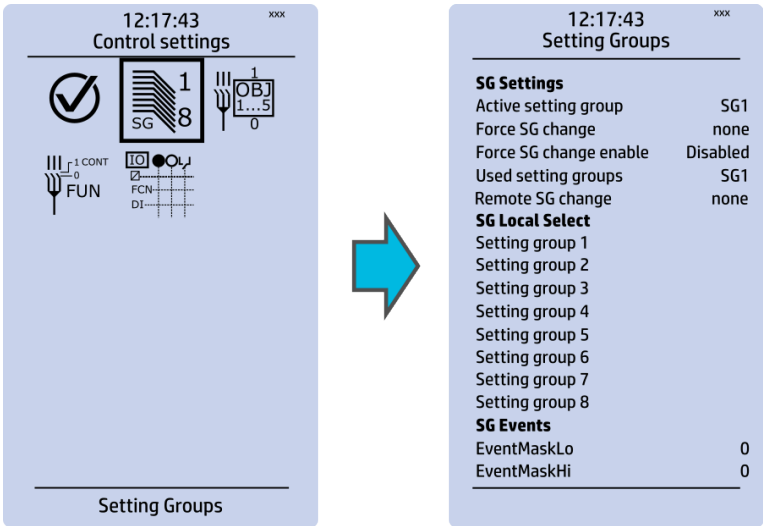 12:17:43 xxx
Control settings
1
SG 8
1
OBJ
1...5
0
1 CONT
0
FUN
IO
FCN
DI
Setting Groups
12:17:43 xxx
Setting Groups
SG Settings
Active setting group SG1
Force SG change none
Force SG change enable Disabled
Used setting groups SG1
Remote SG change none
SG Local Select
Setting group 1
Setting group 2
Setting group 3
Setting group 4
Setting group 5
Setting group 6
Setting group 7
Setting group 8
SG Events
EventMaskLo 0
EventMaskHi 0